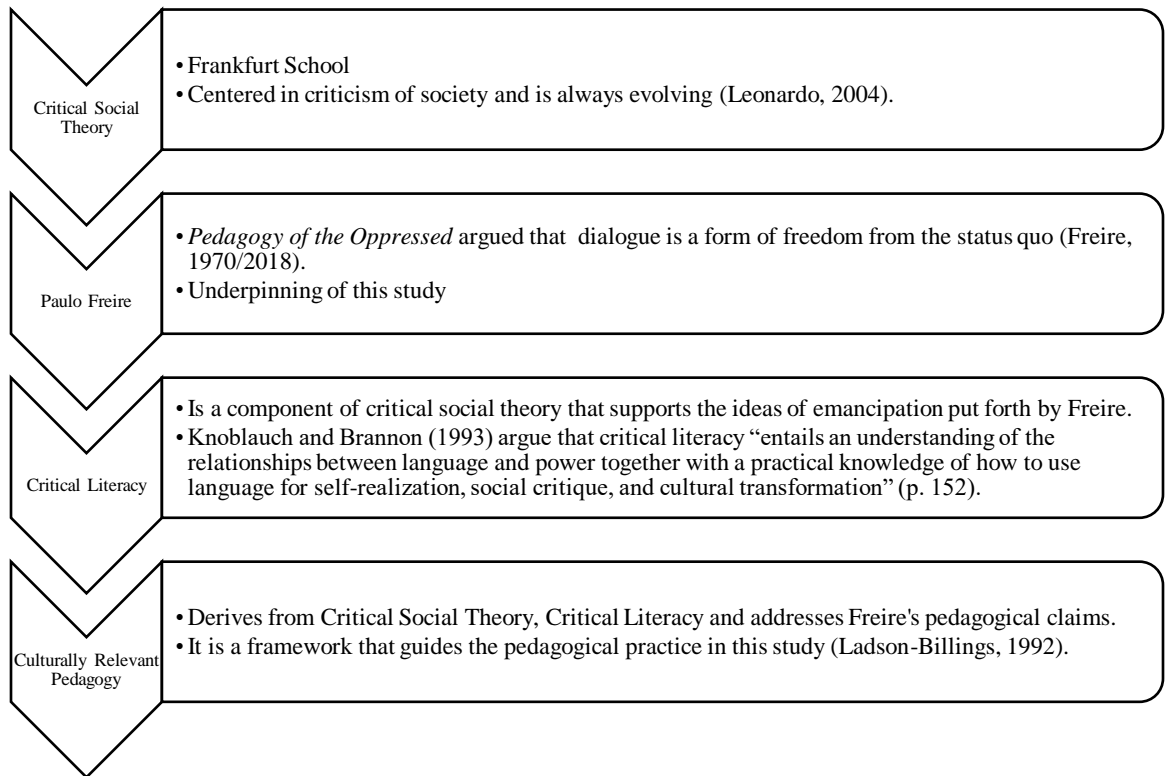 Critical Social
Theory
• Frankfurt School
• Centered in criticism of society and is always evolving (Leonardo, 2004).
Paulo Freire
• Pedagogy of the Oppressed argued that dialogue is a form of freedom from the status quo (Freire,
1970/2018).
• Underpinning of this study
Critical Literacy
• Is a component of critical social theory that supports the ideas of emancipation put forth by Freire.
• Knoblauch and Brannon (1993) argue that critical literacy “entails an understanding of the
relationships between language and power together with a practical knowledge of how to use
language for self-realization, social critique, and cultural transformation” (p. 152).
Culturally Relevant
Pedagogy
• Derives from Critical Social Theory, Critical Literacy and addresses Freire's pedagogical claims.
• It is a framework that guides the pedagogical practice in this study (Ladson-Billings, 1992).